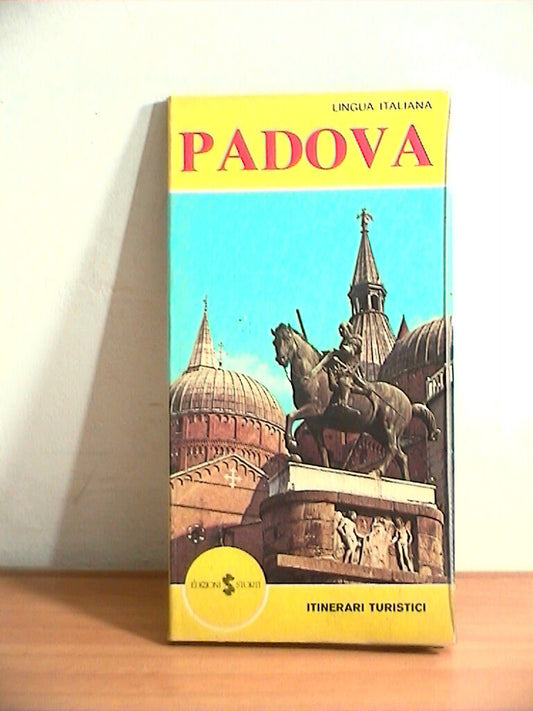 LINGUA ITALIANA
PADOVA
EDIZIONI STORTI
ITINERARI TURISTICI